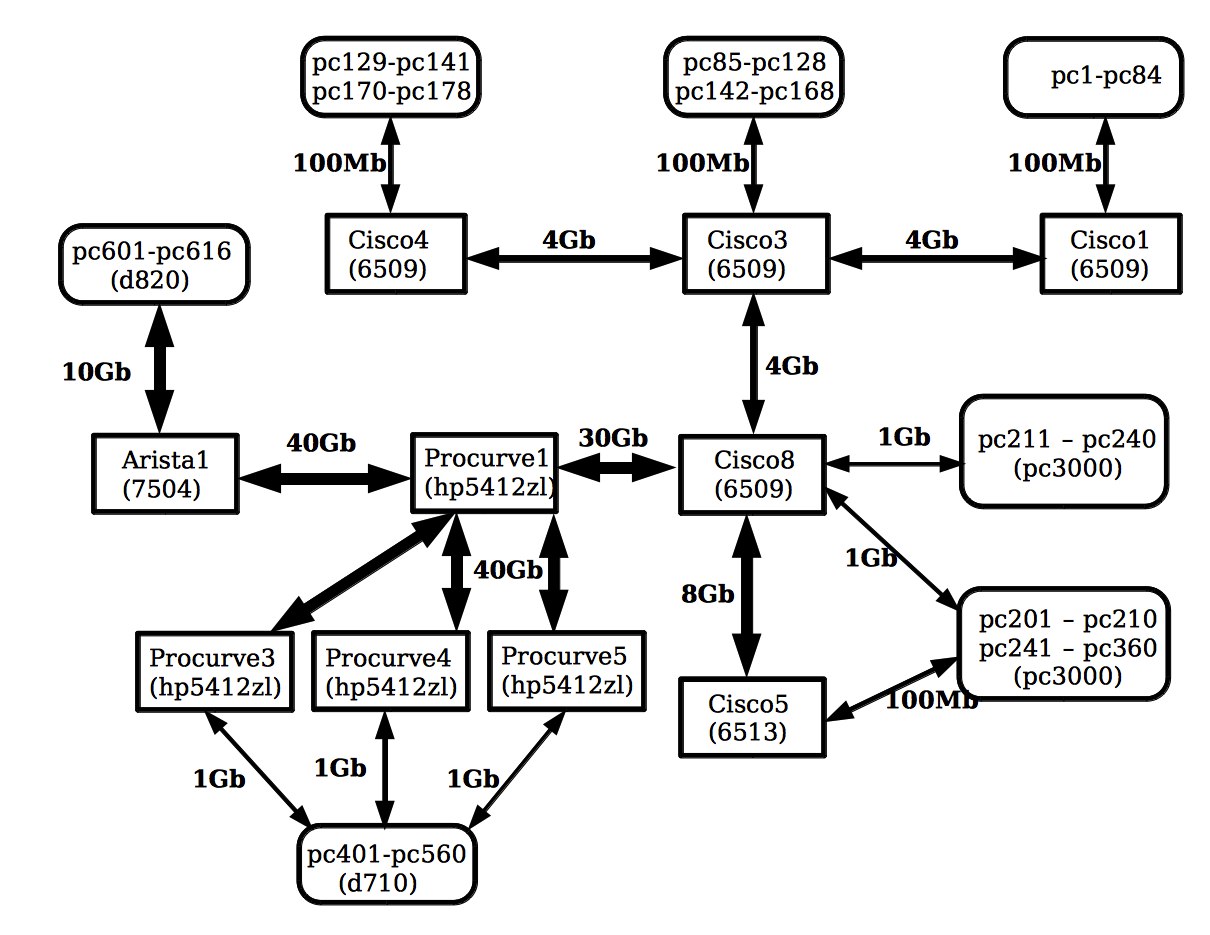 pc129-pc141
pc170-pc178
pc85-pc128
pc142-pc168
pc1-pc84
100Mb
100Mb
100Mb
pc601-pc616
(d820)
Cisco4
(6509)
4Gb
Cisco3
(6509)
4Gb
Cisco1
(6509)
10Gb
4Gb
Arista1
(7504)
40Gb
Procurve1
(hp5412zl)
30Gb
Cisco8
(6509)
1Gb
pc211 – pc240
(pc3000)
40Gb
1Gb
8Gb
pc201 – pc210
pc241 – pc360
(pc3000)
Procurve3
(hp5412zl)
Procurve4
(hp5412zl)
Procurve5
(hp5412zl)
Cisco5
(6513)
100Mb
1Gb
1Gb
1Gb
pc401-pc560
(d710)